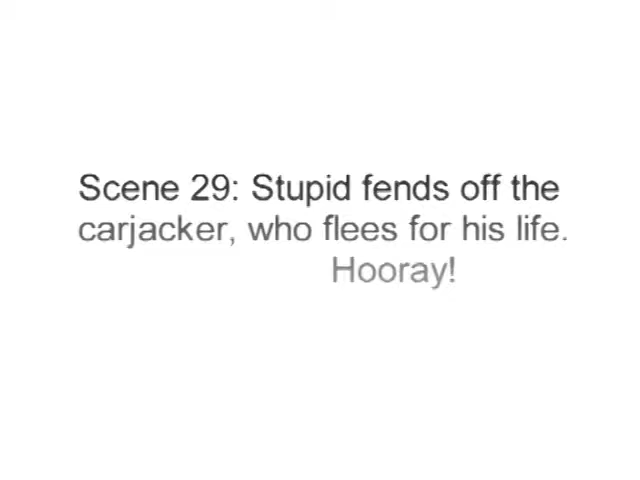 Scene 29: Stupid fends off the
carjacker, who flees for his life.
Hooray!